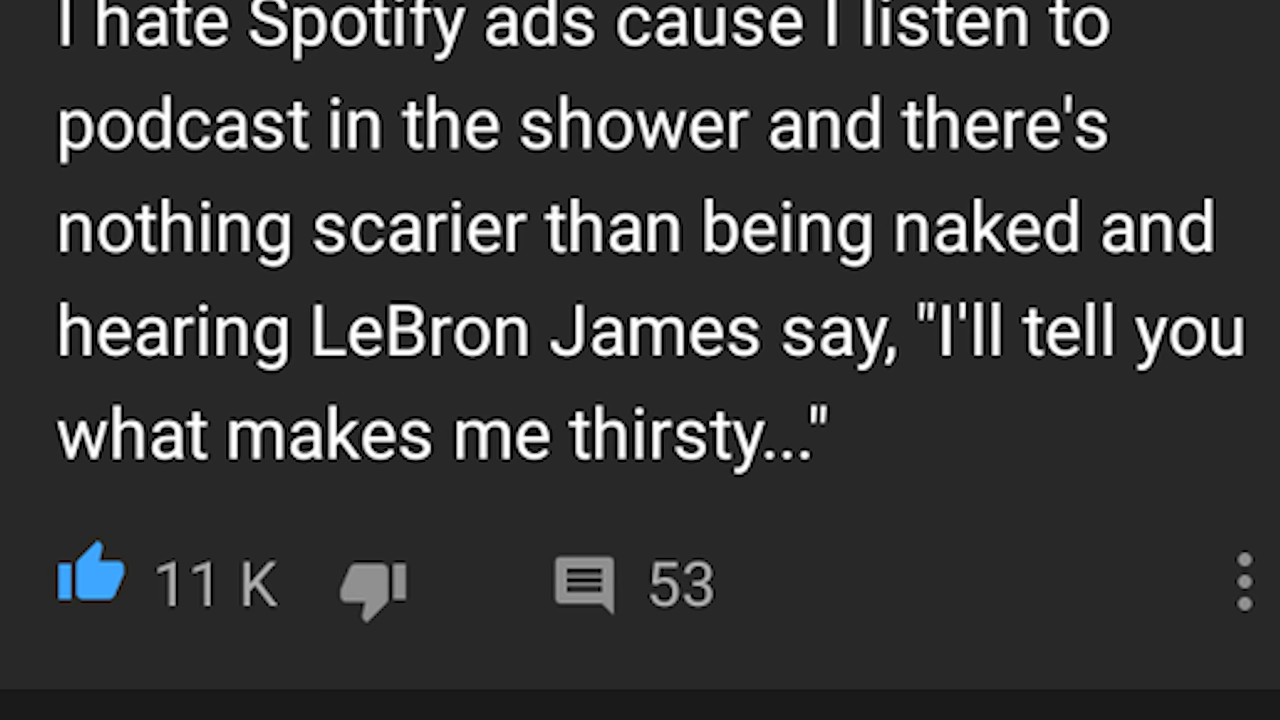 I hate Spotify ads cause I listen to
podcast in the shower and there's
nothing scarier than being naked and
hearing LeBron James say, "I'll tell you
what makes me thirsty..."
11 K 53